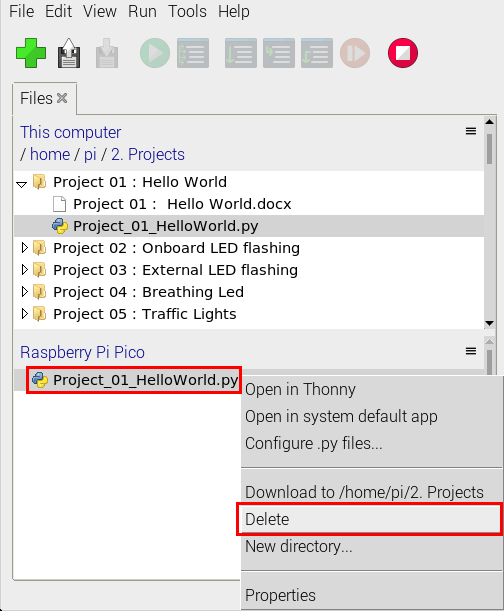 File Edit View Run Tools Help
Files
This computer
/ home / pi / 2. Projects
Project 01 : Hello World
Project 01 :  Hello World.docx
Project_01_HelloWorld.py
Project 02 : Onboard LED flashing
Project 03 : External LED flashing
Project 04 : Breathing Led
Project 05 : Traffic Lights
Raspberry Pi Pico
Project_01_HelloWorld.py
Open in Thonny
Open in system default app
Configure .py files...
Download to /home/pi/2. Projects
Delete
New directory...
Properties